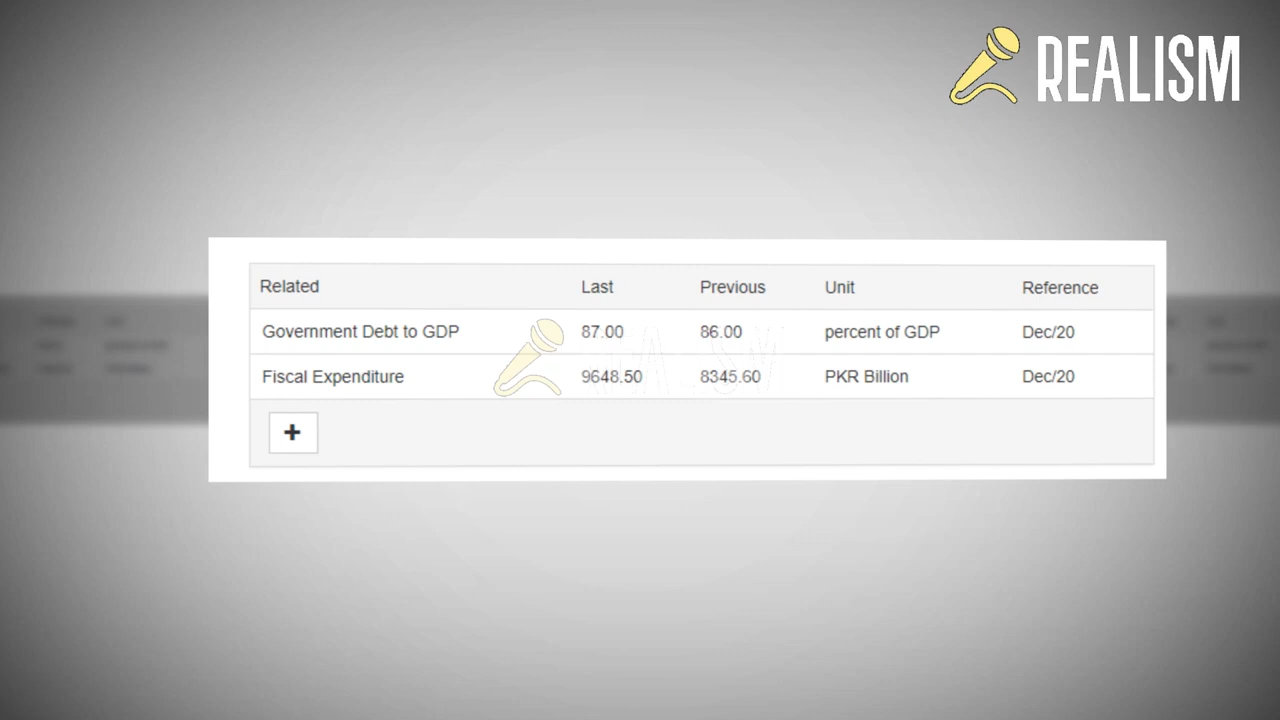 REALISM
Related Last Previous Unit Reference
Government Debt to GDP 87.00 86.00 percent of GDP Dec/20
Fiscal Expenditure 9648.50 8345.60 PKR Billion Dec/20
+